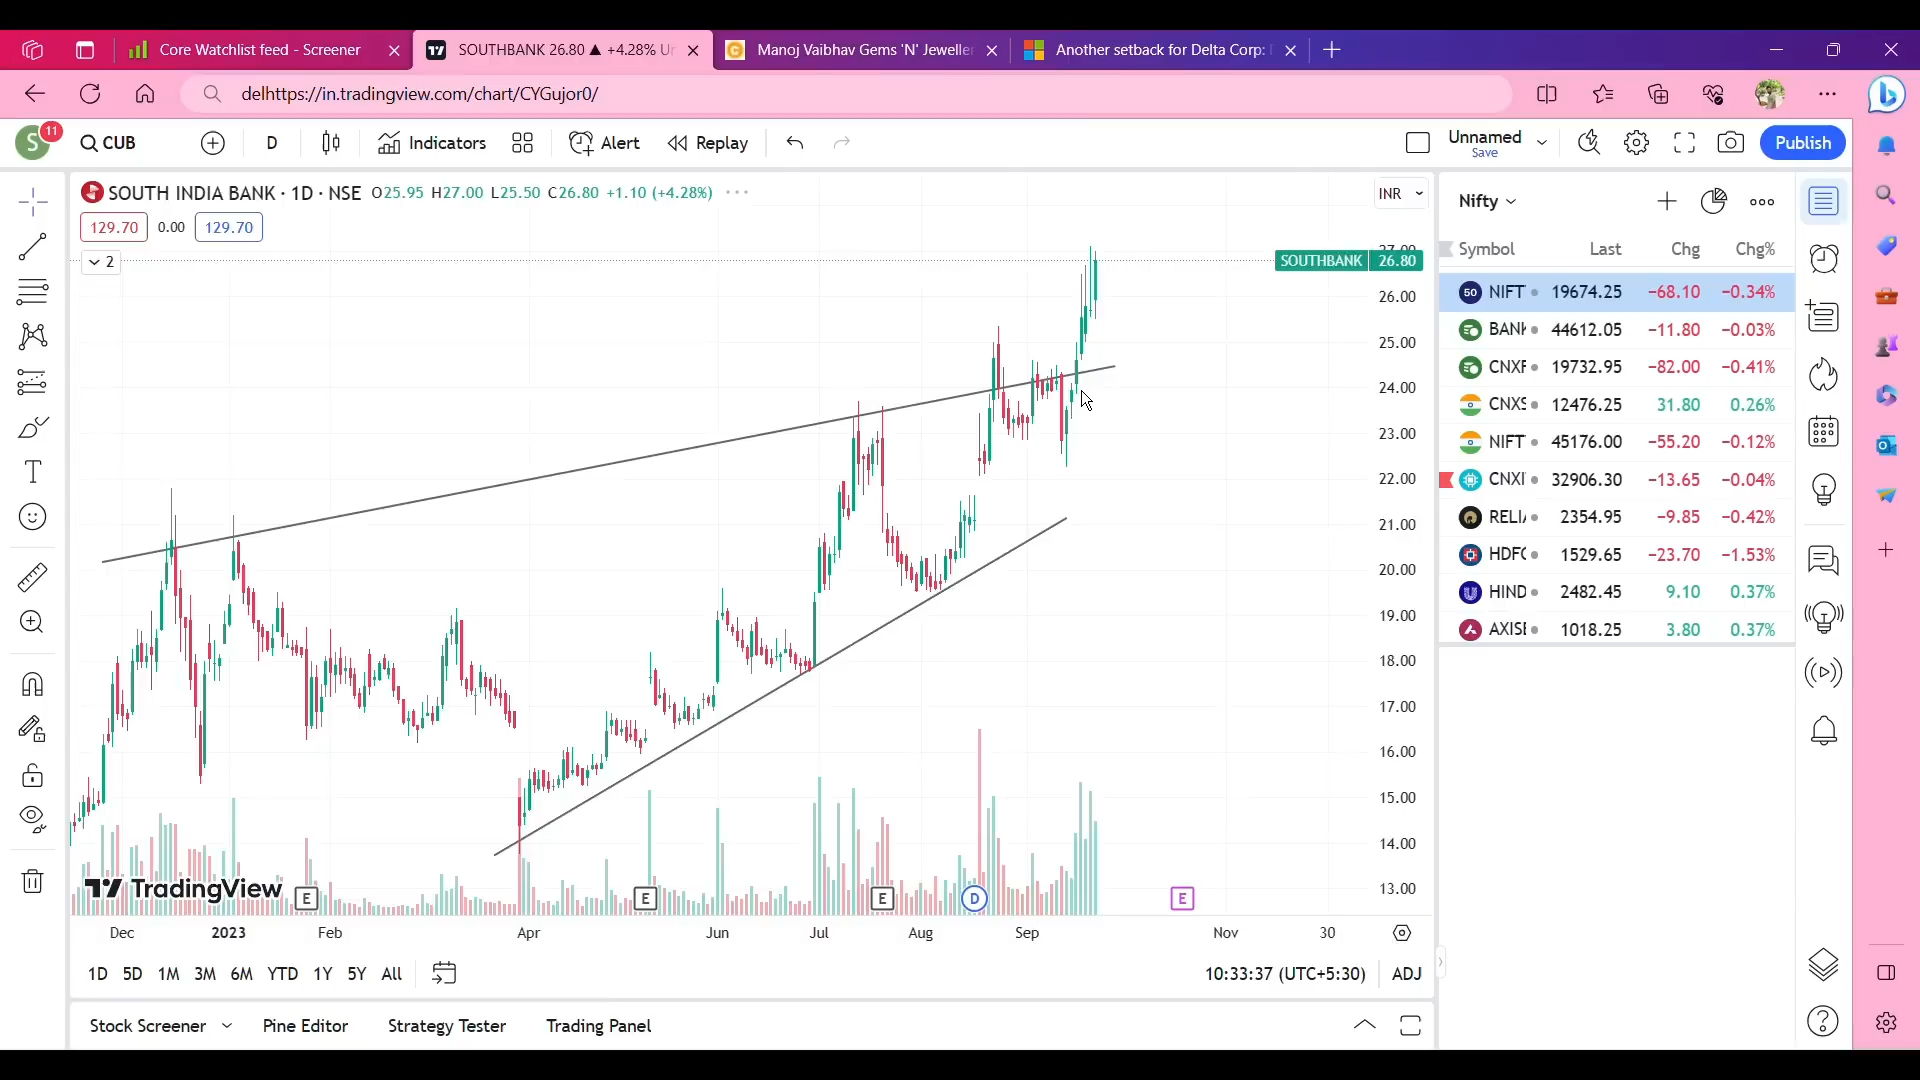 Core Watchlist feed - Screener
SOUTHBANK 26.80 ▲ +4.28% Ur
Manoj Vaibhav Gems 'N' Jeweller
Another setback for Delta Corp:
delhttps://in.tradingview.com/chart/CYGujor0/
S 11 CUB D Indicators Alert Replay Unnamed Save Publish
SOUTH INDIA BANK · 1D · NSE O25.95 H27.00 L25.50 C26.80 +1.10 (+4.28%) INR
129.70 0.00 129.70
2
SOUTHBANK 26.80
27.00
26.00
25.00
24.00
23.00
22.00
21.00
20.00
19.00
18.00
17.00
16.00
15.00
14.00
13.00
TradingView E E E D E
Dec 2023 Feb Apr Jun Jul Aug Sep Nov 30
1D 5D 1M 3M 6M YTD 1Y 5Y All 10:33:37 (UTC+5:30) ADJ
Stock Screener Pine Editor Strategy Tester Trading Panel
Nifty
Symbol Last Chg Chg%
50 NIFT 19674.25 −68.10 −0.34%
BANK 44612.05 −11.80 −0.03%
CNXF 19732.95 −82.00 −0.41%
CNXS 12476.25 31.80 0.26%
NIFT 45176.00 −55.20 −0.12%
CNXI 32906.30 −13.65 −0.04%
RELI 2354.95 −9.85 −0.42%
HDFC 1529.65 −23.70 −1.53%
HIND 2482.45 9.10 0.37%
AXISI 1018.25 3.80 0.37%